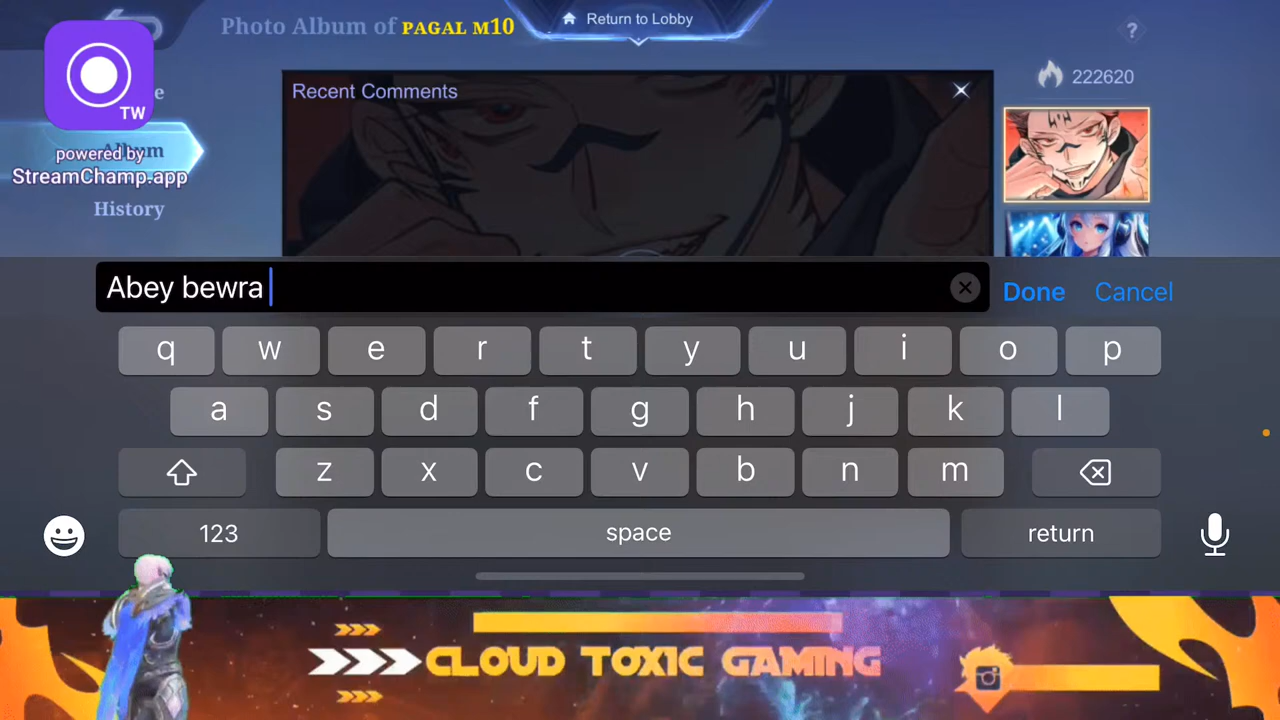 Photo Album of PAGAL M10
Return to Lobby
?
222620
TW
Recent Comments
Album
powered by
StreamChamp.app
History
Abey bewra
Done
Cancel
q w e r t y u i o p
a s d f g h j k l
z x c v b n m
123
space
return
CLOUD TOXIC GAMING